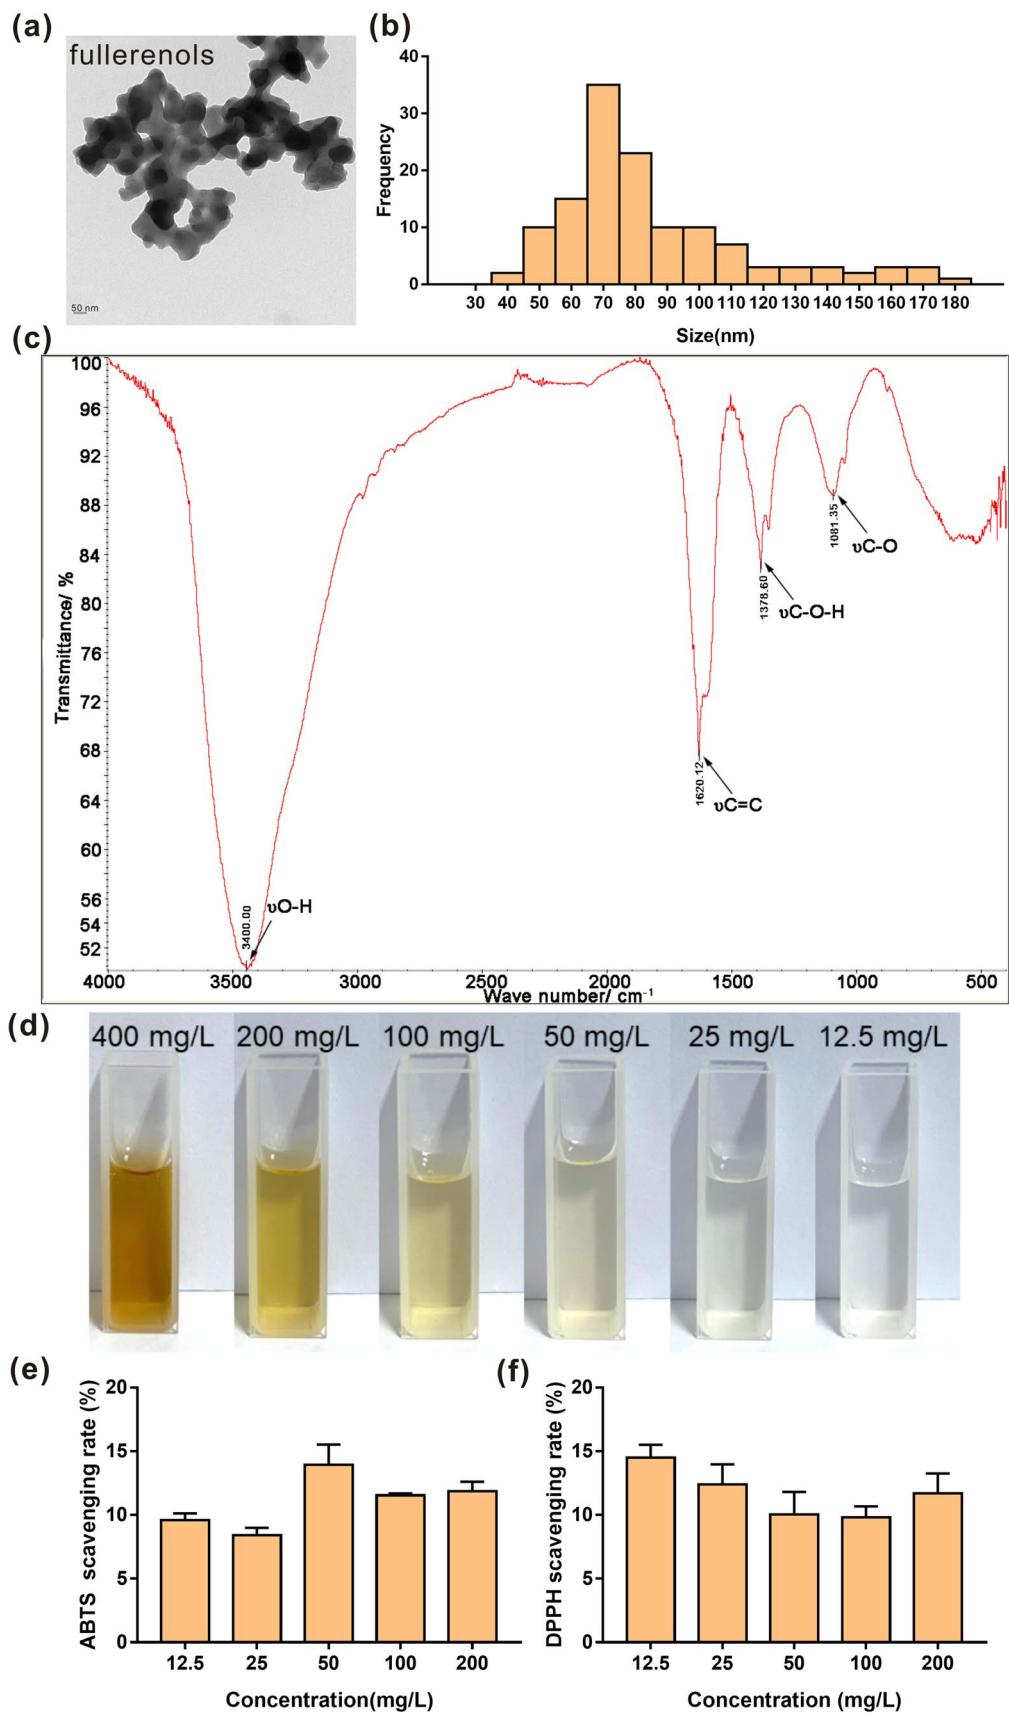 (a)
fullerenols
50 nm
(b)
Frequency
40
30
20
10
0
30 40 50 60 70 80 90 100 110 120 130 140 150 160 170 180
Size(nm)
(c)
Transmittance/ %
100
96
92
88
84
80
76
72
68
64
60
56
54
52
3400.00
υO-H
1620.12
υC=C
1378.60
υC-O-H
1081.35
υC-O
4000 3500 3000 2500 2000 1500 1000 500
Wave number/ cm⁻¹
(d)
400 mg/L 200 mg/L 100 mg/L 50 mg/L 25 mg/L 12.5 mg/L
(e)
ABTS scavenging rate (%)
20
15
10
5
0
12.5 25 50 100 200
Concentration(mg/L)
(f)
DPPH scavenging rate (%)
20
15
10
5
0
12.5 25 50 100 200
Concentration (mg/L)